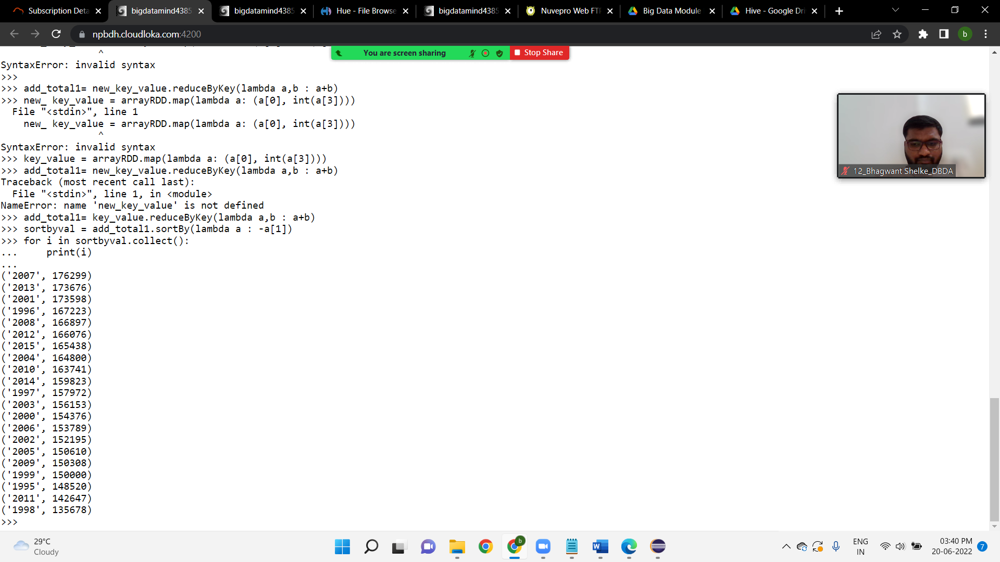 Subscription Deta
bigdatamind4385
bigdatamind4385
Hue - File Browse
bigdatamind4385
Nuvepro Web FTP
Big Data Module
Hive - Google Dri
npbdh.cloudloka.com:4200
b
You are screen sharing
Stop Share
^
SyntaxError: invalid syntax
>>>
>>> add_total1= new_key_value.reduceByKey(lambda a,b : a+b)
>>> new_ key_value = arrayRDD.map(lambda a: (a[0], int(a[3])))
File "<stdin>", line 1
new_ key_value = arrayRDD.map(lambda a: (a[0], int(a[3])))
^
SyntaxError: invalid syntax
>>> key_value = arrayRDD.map(lambda a: (a[0], int(a[3])))
>>> add_total1= new_key_value.reduceByKey(lambda a,b : a+b)
Traceback (most recent call last):
File "<stdin>", line 1, in <module>
NameError: name 'new_key_value' is not defined
>>> add_total1= key_value.reduceByKey(lambda a,b : a+b)
>>> sortbyval = add_total1.sortBy(lambda a : -a[1])
>>> for i in sortbyval.collect():
...     print(i)
...
('2007', 176299)
('2013', 173676)
('2001', 173598)
('1996', 167223)
('2008', 166897)
('2012', 166076)
('2015', 165438)
('2004', 164800)
('2010', 163741)
('2014', 159823)
('1997', 157972)
('2003', 156153)
('2000', 154376)
('2006', 153789)
('2002', 152195)
('2005', 150610)
('2009', 150308)
('1999', 150000)
('1995', 148520)
('2011', 142647)
('1998', 135678)
>>>
12_Bhagwant Shelke_DBDA
29°C
Cloudy
b
W
ENG
IN
03:40 PM
20-06-2022
7